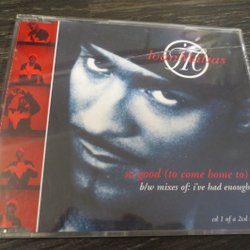 so good (to come home to)
b/w mixes of: i've had enough
cd 1 of a 2cd